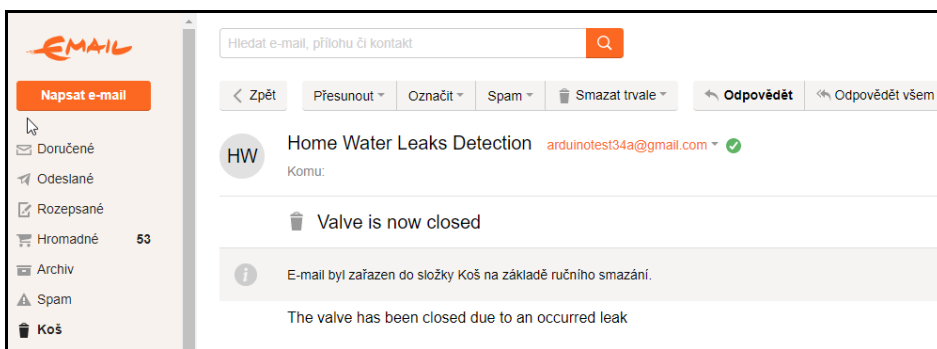 EMAIL
Hledat e-mail, přílohu či kontakt
Napsat e-mail
Zpět Přesunout Označit Spam Smazat trvale Odpovědět Odpovědět všem
Doručené
Odeslané
Rozepsané
Hromadné 53
Archiv
Spam
Koš
HW
Home Water Leaks Detection arduinotest34a@gmail.com
Komu:
Valve is now closed
E-mail byl zařazen do složky Koš na základě ručního smazání.
The valve has been closed due to an occurred leak